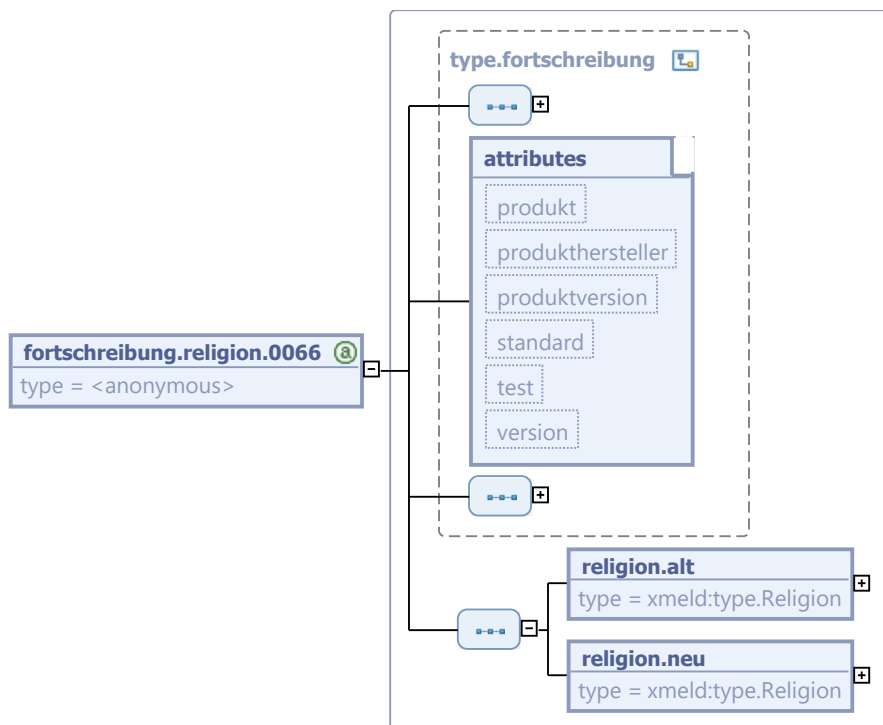 type.fortschreibung
attributes
produkt
produkthersteller
produktversion
standard
test
version
fortschreibung.religion.0066 a
type = <anonymous>
religion.alt
type = xmeld:type.Religion
religion.neu
type = xmeld:type.Religion